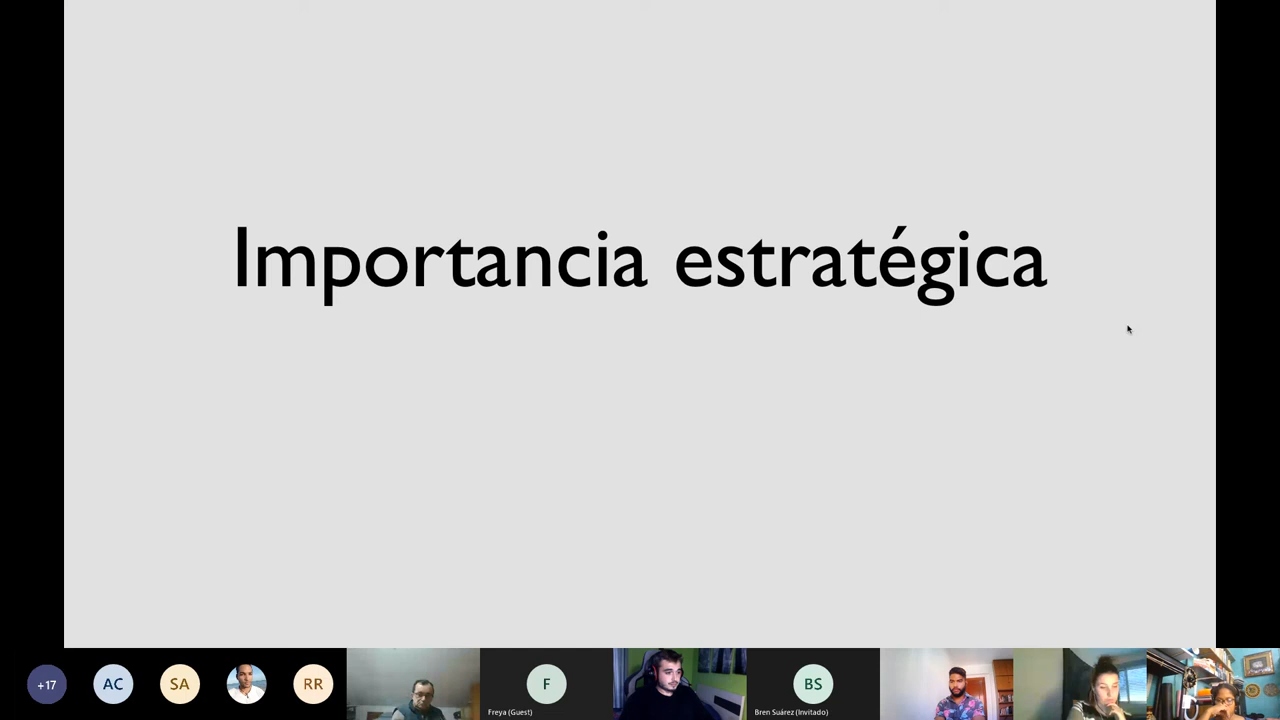 Importancia estratégica
+17
AC
SA
RR
F
Freya (Guest)
BS
Bren Suárez (Invitado)